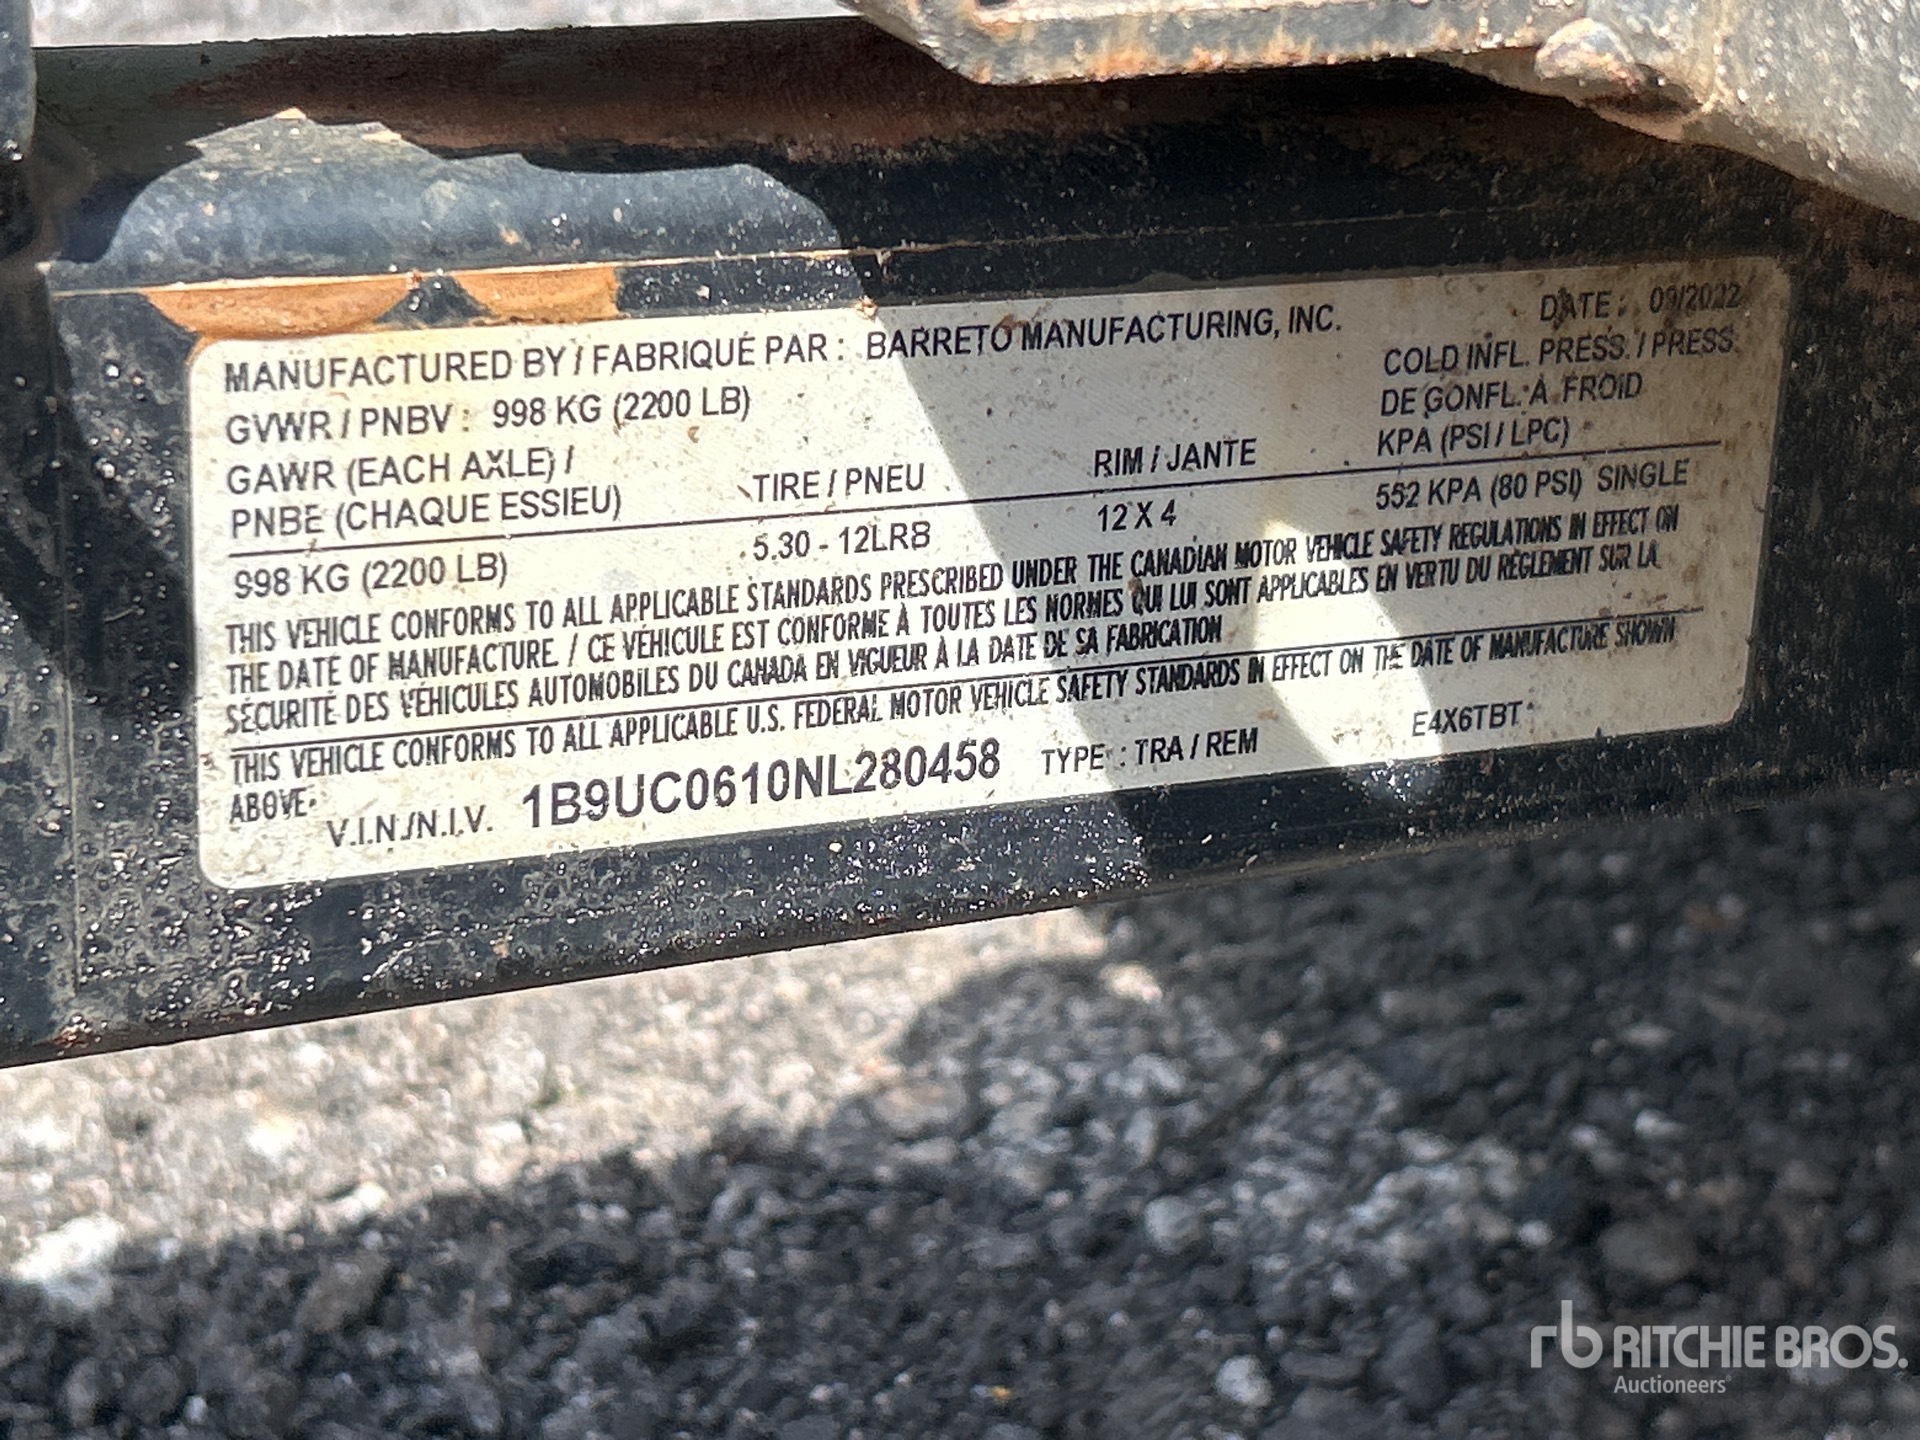 MANUFACTURED BY / FABRIQUÉ PAR : BARRETO MANUFACTURING, INC. DATE : 09/2022
GVWR / PNBV : 998 KG (2200 LB) COLD INFL. PRESS. / PRESS.
GAWR (EACH AXLE) / DE GONFL. À FROID
PNBE (CHAQUE ESSIEU) TIRE / PNEU RIM / JANTE KPA (PSI / LPC)
998 KG (2200 LB) 5.30 - 12LRB 12 X 4 552 KPA (80 PSI) SINGLE
THIS VEHICLE CONFORMS TO ALL APPLICABLE STANDARDS PRESCRIBED UNDER THE CANADIAN MOTOR VEHICLE SAFETY REGULATIONS IN EFFECT ON
THE DATE OF MANUFACTURE. / CE VÉHICULE EST CONFORME À TOUTES LES NORMES QUI LUI SONT APPLICABLES EN VERTU DU RÈGLEMENT SUR LA
SÉCURITÉ DES VÉHICULES AUTOMOBILES DU CANADA EN VIGUEUR À LA DATE DE SA FABRICATION
THIS VEHICLE CONFORMS TO ALL APPLICABLE U.S. FEDERAL MOTOR VEHICLE SAFETY STANDARDS IN EFFECT ON THE DATE OF MANUFACTURE SHOWN
ABOVE.
V.I.N./N.I.V. 1B9UC0610NL280458 TYPE : TRA / REM E4X6TBT
rb RITCHIE BROS.
Auctioneers